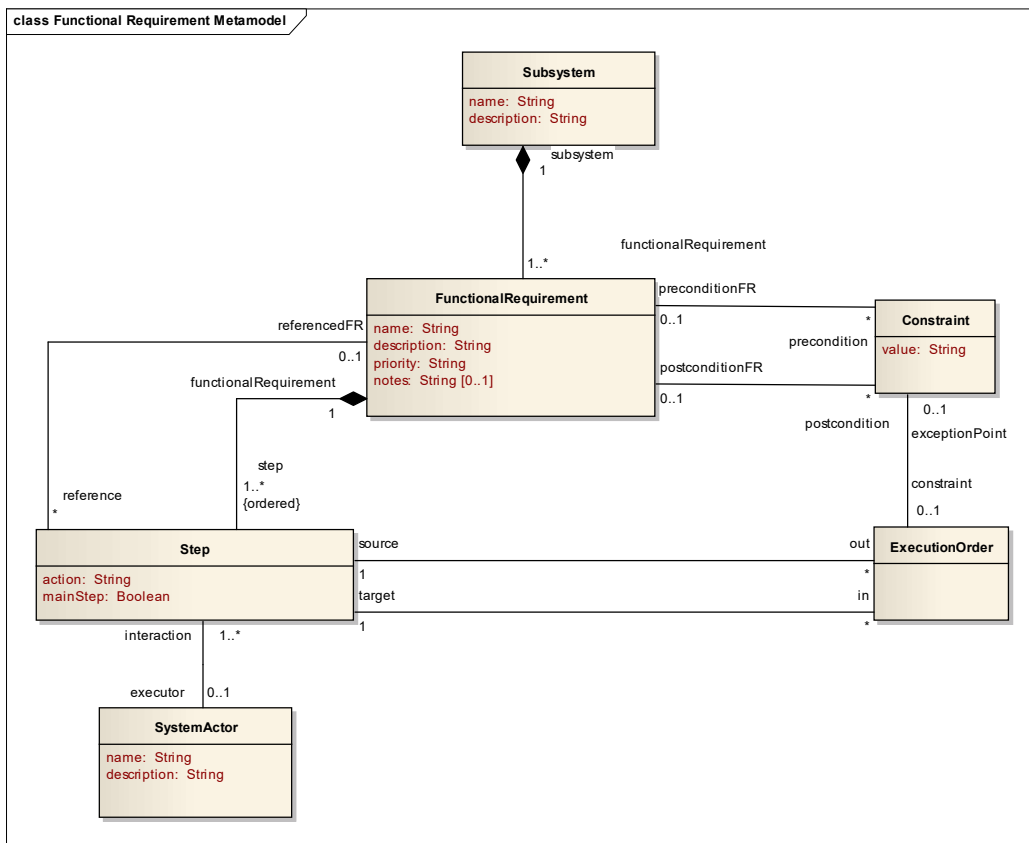 class Functional Requirement Metamodel
Subsystem
name: String
description: String
subsystem
1
functionalRequirement
1..*
FunctionalRequirement
name: String
description: String
priority: String
notes: String [0..1]
preconditionFR
0..1
*
precondition
postconditionFR
0..1
*
postcondition
Constraint
value: String
0..1
exceptionPoint
constraint
0..1
referencedFR
0..1
functionalRequirement
1
step
1..*
{ordered}
reference
*
Step
action: String
mainStep: Boolean
source
1
out
*
target
1
in
*
ExecutionOrder
interaction
1..*
executor
0..1
SystemActor
name: String
description: String